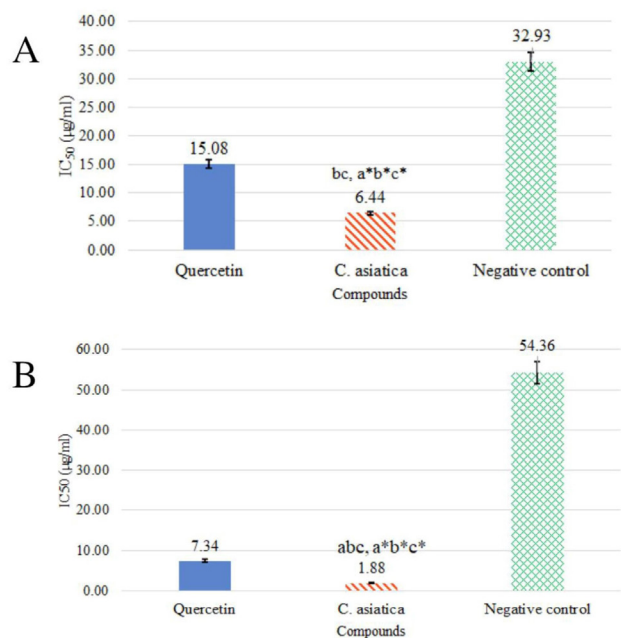 A
IC50 (µg/ml)
40.00
35.00
30.00
25.00
20.00
15.00
10.00
5.00
0.00
15.08
bc, a*b*c*
6.44
32.93
Quercetin
C. asiatica
Negative control
Compounds
B
IC50 (µg/ml)
60.00
50.00
40.00
30.00
20.00
10.00
0.00
7.34
abc, a*b*c*
1.88
54.36
Quercetin
C. asiatica
Negative control
Compounds